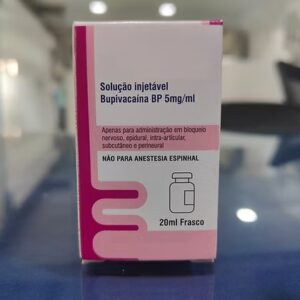 Solução injetável
Bupivacaína BP 5mg/ml
Apenas para administração em bloqueio
nervoso, epidural, intra-articular,
subcutâneo e perineural
NÃO PARA ANESTESIA ESPINHAL
20ml Frasco